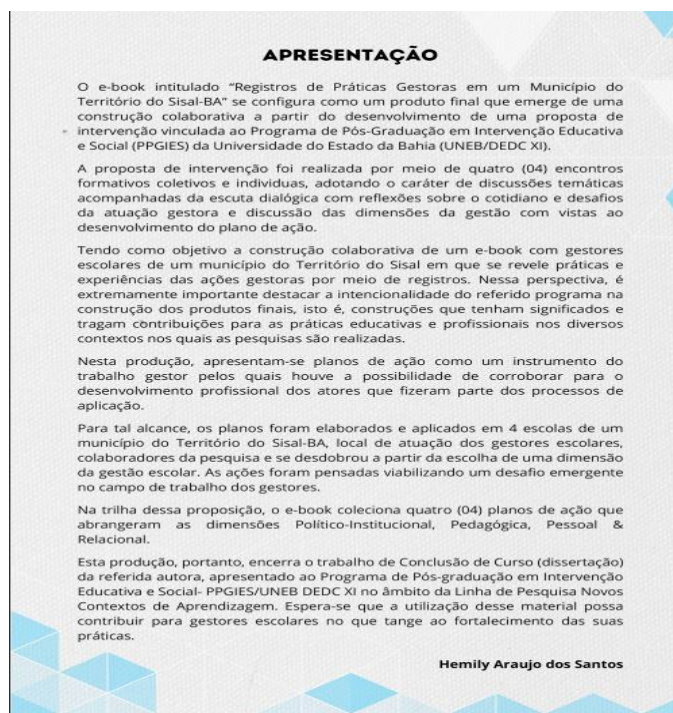 APRESENTAÇÃO
O e-book intitulado “Registros de Práticas Gestoras em um Município do
Território do Sisal-BA” se configura como um produto final que emerge de uma
construção colaborativa a partir do desenvolvimento de uma proposta de
intervenção vinculada ao Programa de Pós-Graduação em Intervenção Educativa
e Social (PPGIES) da Universidade do Estado da Bahia (UNEB/DEDC XI).
A proposta de intervenção foi realizada por meio de quatro (04) encontros
formativos coletivos e individuas, adotando o caráter de discussões temáticas
acompanhadas da escuta dialógica com reflexões sobre o cotidiano e desafios
da atuação gestora e discussão das dimensões da gestão com vistas ao
desenvolvimento do plano de ação.
Tendo como objetivo a construção colaborativa de um e-book com gestores
escolares de um município do Território do Sisal em que se revele práticas e
experiências das ações gestoras por meio de registros. Nessa perspectiva, é
extremamente importante destacar a intencionalidade do referido programa na
construção dos produtos finais, isto é, construções que tenham significados e
tragam contribuições para as práticas educativas e profissionais nos diversos
contextos nos quais as pesquisas são realizadas.
Nesta produção, apresentam-se planos de ação como um instrumento do
trabalho gestor pelos quais houve a possibilidade de corroborar para o
desenvolvimento profissional dos atores que fizeram parte dos processos de
aplicação.
Para tal alcance, os planos foram elaborados e aplicados em 4 escolas de um
município do Território do Sisal-BA, local de atuação dos gestores escolares,
colaboradores da pesquisa e se desdobrou a partir da escolha de uma dimensão
da gestão escolar. As ações foram pensadas viabilizando um desafio emergente
no campo de trabalho dos gestores.
Na trilha dessa proposição, o e-book coleciona quatro (04) planos de ação que
abrangeram as dimensões Político-Institucional, Pedagógica, Pessoal &
Relacional.
Esta produção, portanto, encerra o trabalho de Conclusão de Curso (dissertação)
da referida autora, apresentado ao Programa de Pós-graduação em Intervenção
Educativa e Social- PPGIES/UNEB DEDC XI no âmbito da Linha de Pesquisa Novos
Contextos de Aprendizagem. Espera-se que a utilização desse material possa
contribuir para gestores escolares no que tange ao fortalecimento das suas
práticas.
Hemily Araujo dos Santos